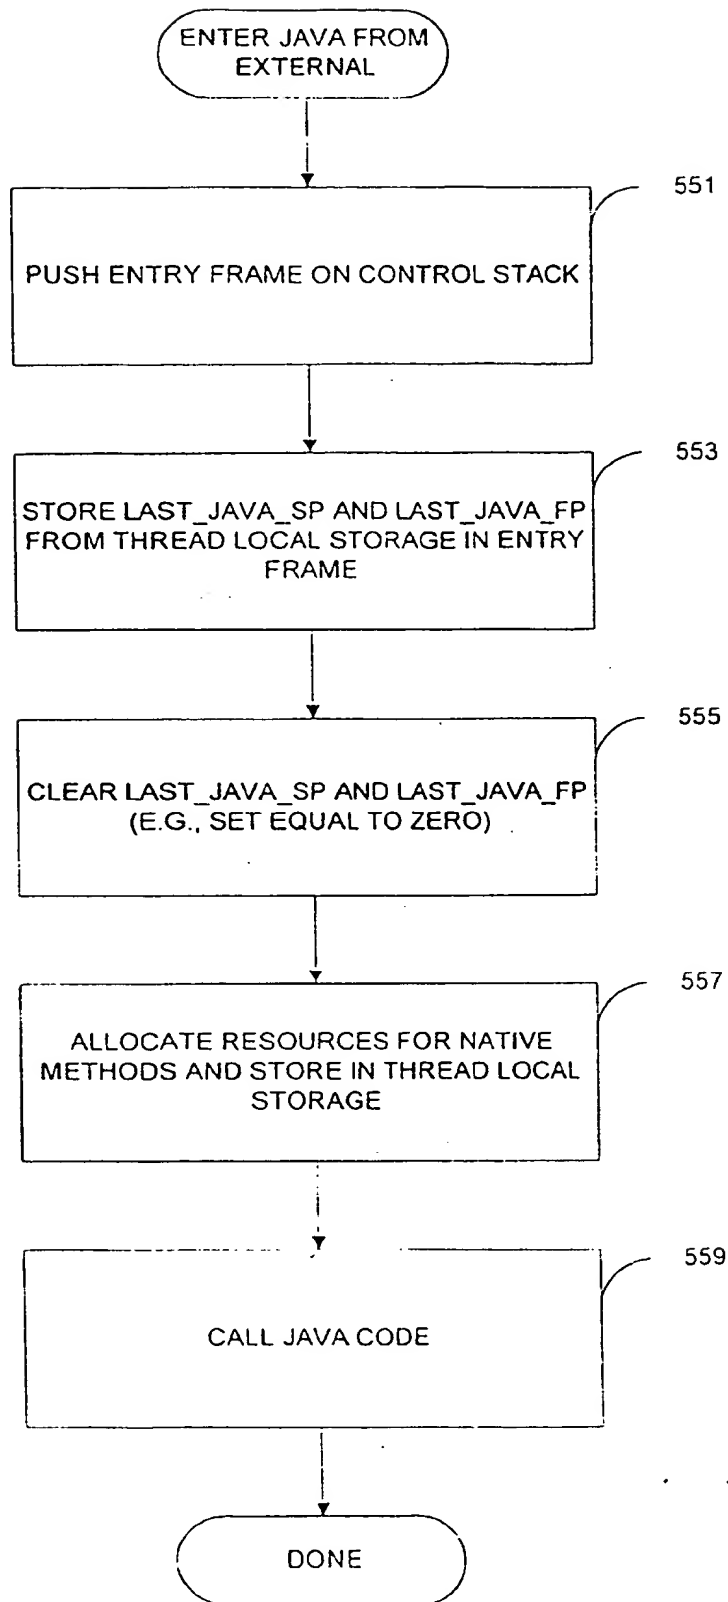 ENTER JAVA FROM
EXTERNAL
551
PUSH ENTRY FRAME ON CONTROL STACK
553
STORE LAST_JAVA_SP AND LAST_JAVA_FP
FROM THREAD LOCAL STORAGE IN ENTRY
FRAME
555
CLEAR LAST_JAVA_SP AND LAST_JAVA_FP
(E.G., SET EQUAL TO ZERO)
557
ALLOCATE RESOURCES FOR NATIVE
METHODS AND STORE IN THREAD LOCAL
STORAGE
559
CALL JAVA CODE
DONE